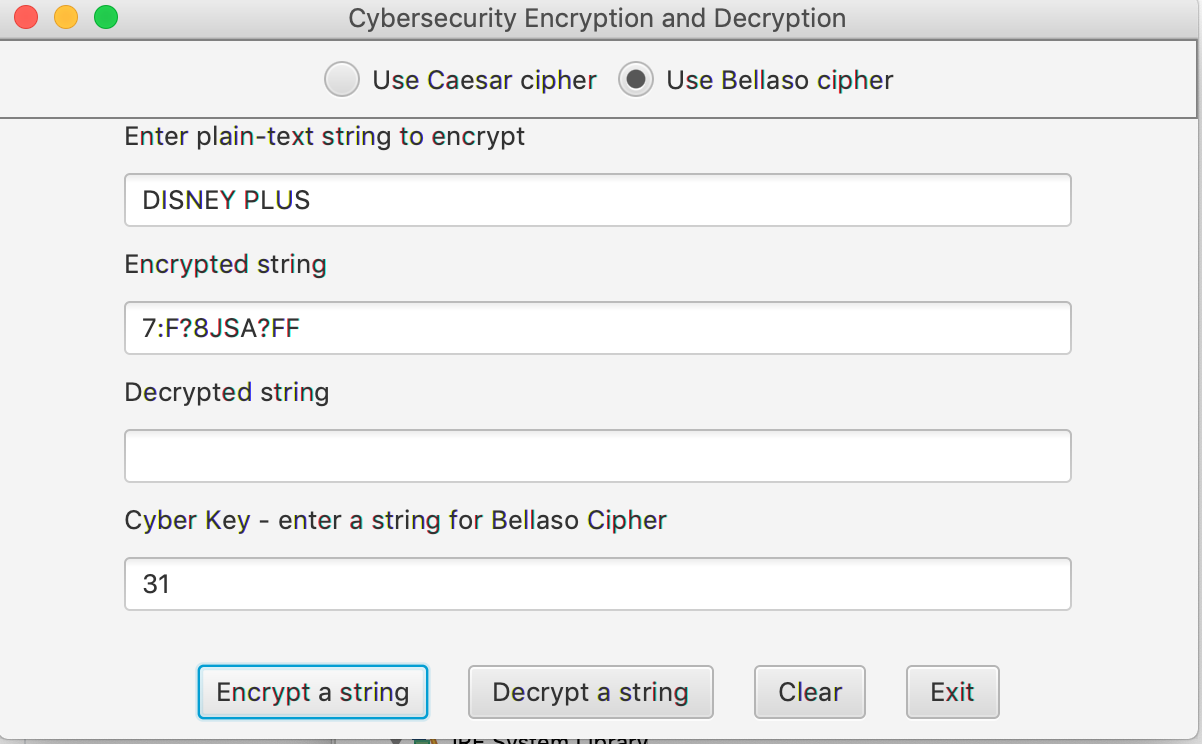 Cybersecurity Encryption and Decryption
Use Caesar cipher Use Bellaso cipher
Enter plain-text string to encrypt
DISNEY PLUS
Encrypted string
7:F?8JSA?FF
Decrypted string
Cyber Key - enter a string for Bellaso Cipher
31
Encrypt a string Decrypt a string Clear Exit
JRE System Library